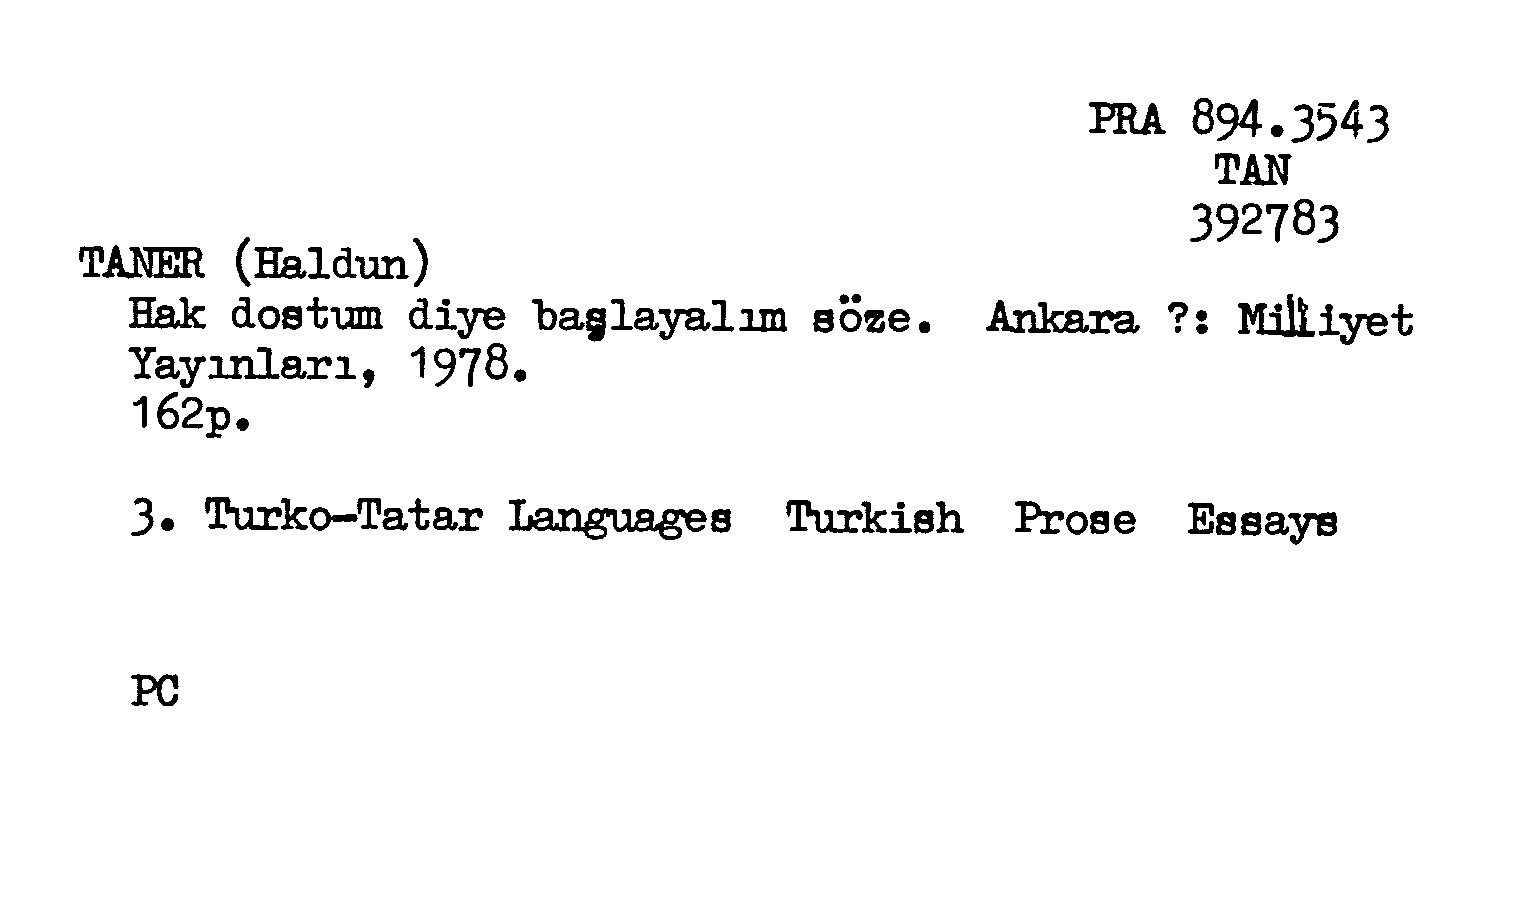 PRA 894.3543
TAN
392783
TANER (Haldun)
Hak dostum diye başlayalım söze. Ankara ?: Milliyet
Yayınları, 1978.
162p.
3. Turko-Tatar Languages Turkish Prose Essays
PC